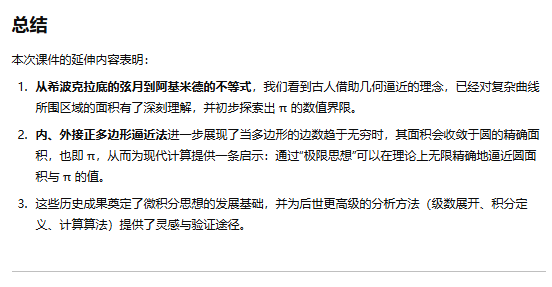 总结
本次课件的延伸内容表明：
1. 从希波克拉底的弦月到阿基米德的不等式，我们看到古人借助几何逼近的理念，已经对复杂曲线
所围区域的面积有了深刻理解，并初步探索出 π 的数值界限。
2. 内、外接正多边形逼近法进一步展现了当多边形的边数趋于无穷时，其面积会收敛于圆的精确面
积，也即 π，从而为现代计算提供一条启示：通过“极限思想”可以在理论上无限精确地逼近圆面
积与 π 的值。
3. 这些历史成果奠定了微积分思想的发展基础，并为后世更高级的分析方法（级数展开、积分定
义、计算算法）提供了灵感与验证途径。